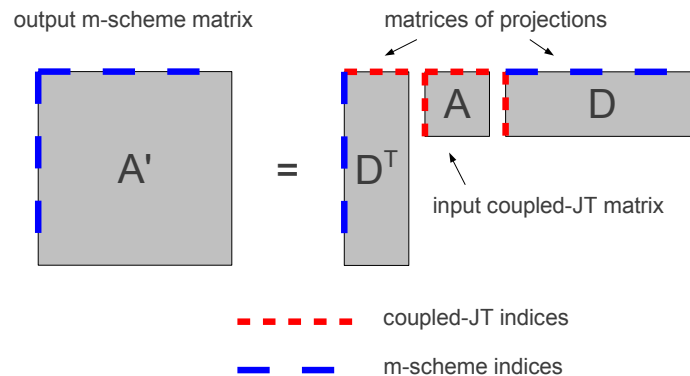 output m-scheme matrix
matrices of projections
A'
=
D^T
A
D
input coupled-JT matrix
coupled-JT indices
m-scheme indices